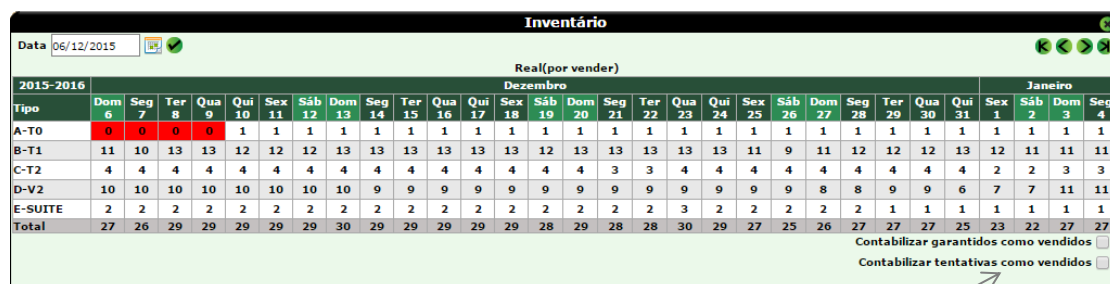 Inventário
Data 06/12/2015
Real(por vender)
2015-2016 Dezembro Janeiro
Tipo Dom Seg Ter Qua Qui Sex Sáb Dom Seg Ter Qua Qui Sex Sáb Dom Seg Ter Qua Qui Sex Sáb Dom Seg Ter Qua Qui Sex Sáb Dom Seg
6 7 8 9 10 11 12 13 14 15 16 17 18 19 20 21 22 23 24 25 26 27 28 29 30 31 1 2 3 4
A-T0 0 0 0 0 1 1 1 1 1 1 1 1 1 1 1 1 1 1 1 1 1 1 1 1 1 1 1 1 1 1
B-T1 11 10 13 13 12 12 12 13 13 13 13 13 13 12 13 13 13 13 13 11 9 11 12 12 12 13 12 11 11 11
C-T2 4 4 4 4 4 4 4 4 4 4 4 4 4 4 4 3 3 4 4 4 4 4 4 4 4 4 2 2 3 3
D-V2 10 10 10 10 10 10 10 10 9 9 9 9 9 9 9 9 9 9 9 9 9 8 8 9 9 6 7 7 11 11
E-SUITE 2 2 2 2 2 2 2 2 2 2 2 2 2 2 2 2 2 3 2 2 2 2 2 1 1 1 1 1 1 1
Total 27 26 29 29 29 29 29 30 29 29 29 29 29 28 29 28 28 30 29 27 25 26 27 27 27 25 23 22 27 27
Contabilizar garantidos como vendidos
Contabilizar tentativas como vendidos